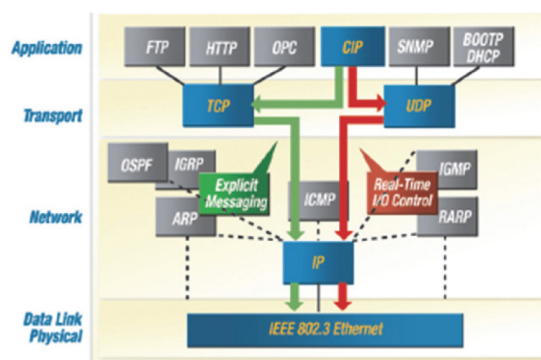 Application
FTP
HTTP
OPC
CIP
SNMP
BOOTP
DHCP
Transport
TCP
UDP
OSPF
IGRP
Explicit
Messaging
ICMP
Real-Time
I/O Control
IGMP
Network
ARP
RARP
IP
Data Link
Physical
IEEE 802.3 Ethernet